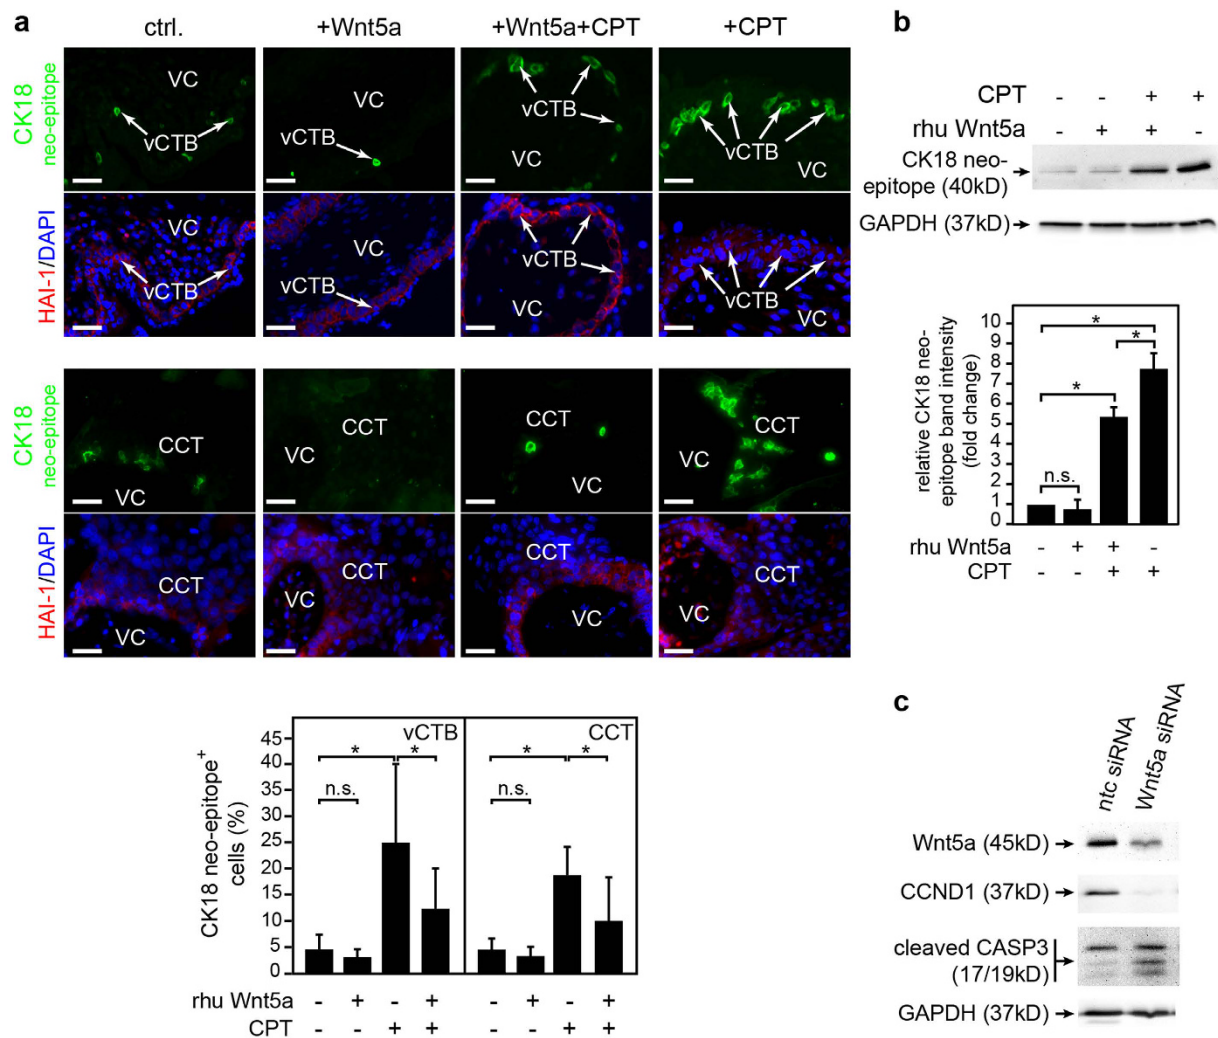 a
ctrl.
+Wnt5a
+Wnt5a+CPT
+CPT
CK18
neo-epitope
VC
vCTB
VC
vCTB
vCTB
VC
vCTB
VC
HAI-1/DAPI
VC
vCTB
VC
vCTB
vCTB
VC
vCTB
VC
CK18
neo-epitope
CCT
VC
CCT
VC
CCT
VC
CCT
VC
HAI-1/DAPI
CCT
VC
CCT
VC
CCT
VC
CCT
VC
CK18 neo-epitope+
cells (%)
45
40
35
30
25
20
15
10
5
0
vCTB
* *
n.s.
CCT
* *
n.s.
rhu Wnt5a - + - + - + - +
CPT - - + + - - + +
b
CPT - - + +
rhu Wnt5a - + + -
CK18 neo-
epitope (40kD)
GAPDH (37kD)
relative CK18 neo-
epitope band intensity
(fold change)
10
9
8
7
6
5
4
3
2
1
0
*
*
*
n.s.
rhu Wnt5a - + + -
CPT - - + +
c
ntc siRNA
Wnt5a siRNA
Wnt5a (45kD)
CCND1 (37kD)
cleaved CASP3
(17/19kD)
GAPDH (37kD)